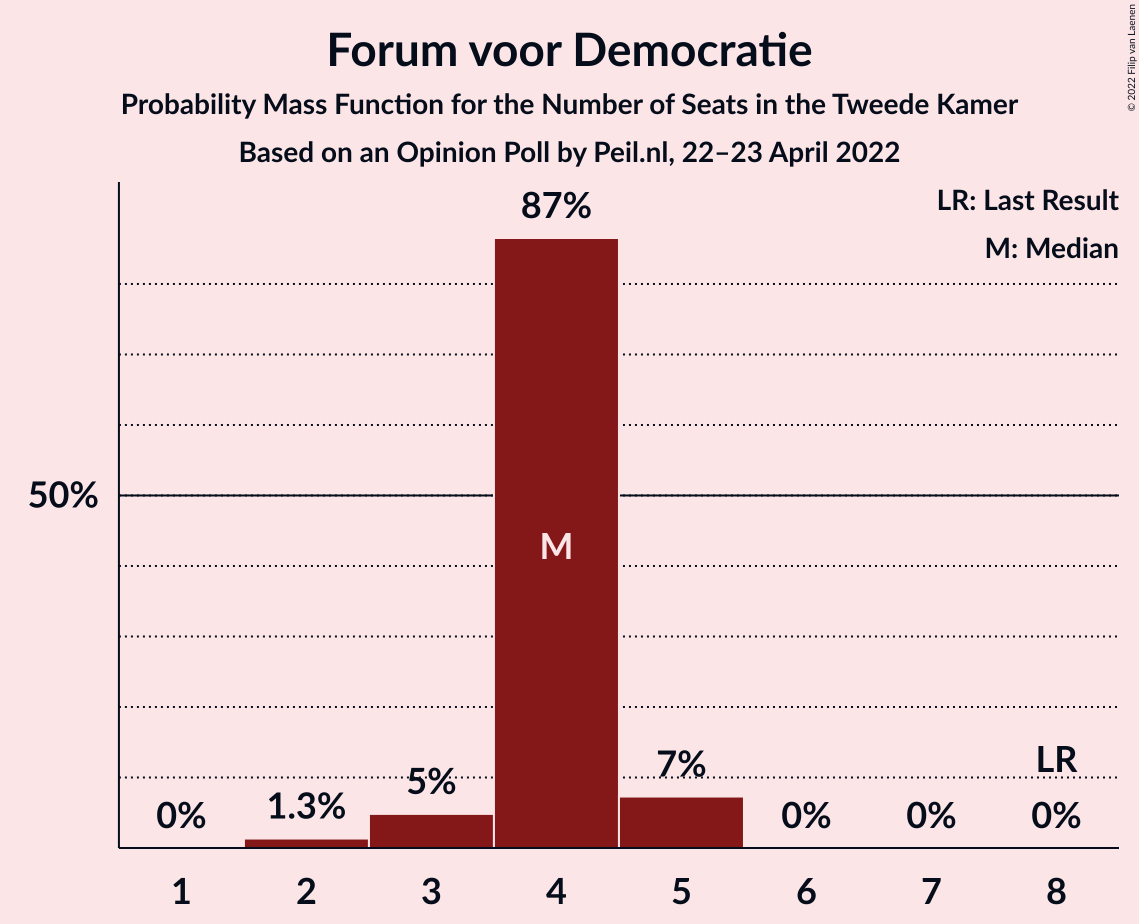 Forum voor Democratie
Probability Mass Function for the Number of Seats in the Tweede Kamer
Based on an Opinion Poll by Peil.nl, 22–23 April 2022
© 2022 Filip van Laenen
LR: Last Result
M: Median
87%
50%
M
0%
1.3%
5%
7%
0%
0%
LR
0%
1 2 3 4 5 6 7 8